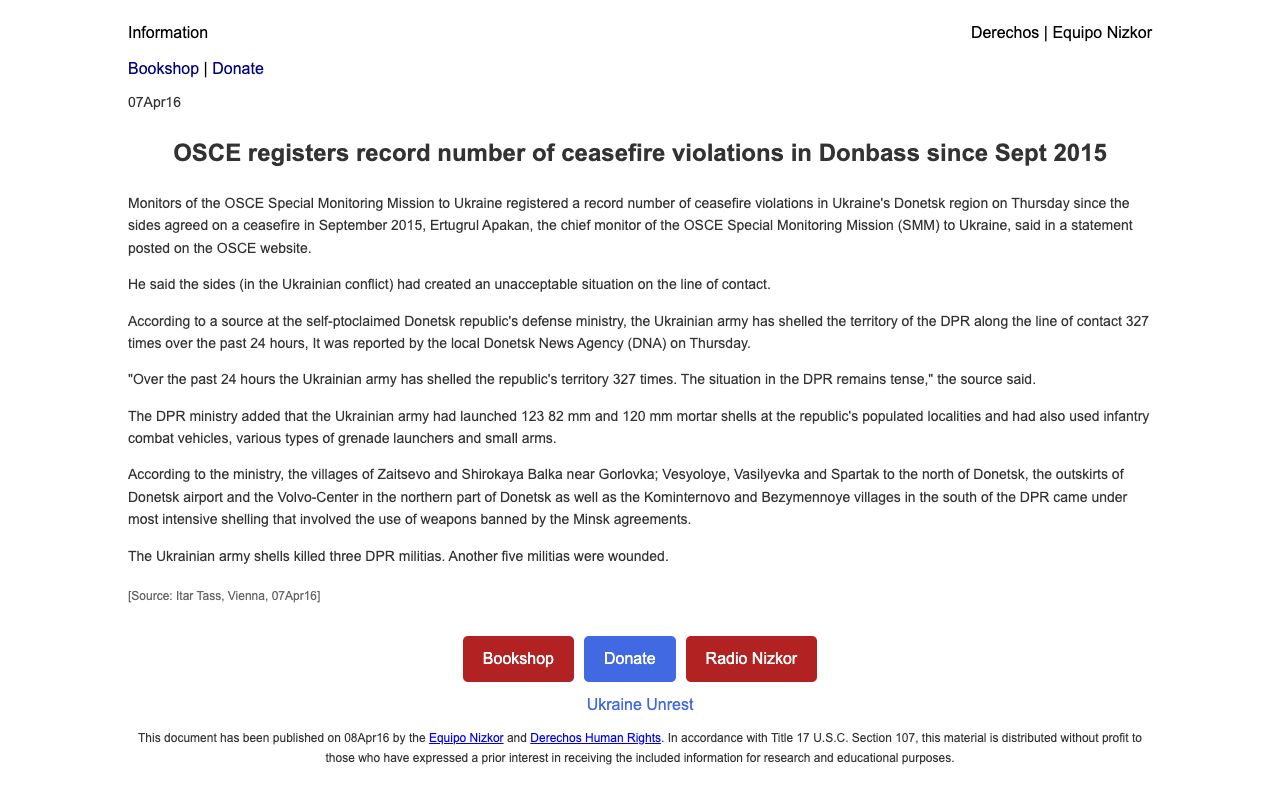 Information
Derechos | Equipo Nizkor
Bookshop | Donate
07Apr16
OSCE registers record number of ceasefire violations in Donbass since Sept 2015
Monitors of the OSCE Special Monitoring Mission to Ukraine registered a record number of ceasefire violations in Ukraine's Donetsk region on Thursday since the
sides agreed on a ceasefire in September 2015, Ertugrul Apakan, the chief monitor of the OSCE Special Monitoring Mission (SMM) to Ukraine, said in a statement
posted on the OSCE website.
He said the sides (in the Ukrainian conflict) had created an unacceptable situation on the line of contact.
According to a source at the self-ptoclaimed Donetsk republic's defense ministry, the Ukrainian army has shelled the territory of the DPR along the line of contact 327
times over the past 24 hours, It was reported by the local Donetsk News Agency (DNA) on Thursday.
"Over the past 24 hours the Ukrainian army has shelled the republic's territory 327 times. The situation in the DPR remains tense," the source said.
The DPR ministry added that the Ukrainian army had launched 123 82 mm and 120 mm mortar shells at the republic's populated localities and had also used infantry
combat vehicles, various types of grenade launchers and small arms.
According to the ministry, the villages of Zaitsevo and Shirokaya Balka near Gorlovka; Vesyoloye, Vasilyevka and Spartak to the north of Donetsk, the outskirts of
Donetsk airport and the Volvo-Center in the northern part of Donetsk as well as the Kominternovo and Bezymennoye villages in the south of the DPR came under
most intensive shelling that involved the use of weapons banned by the Minsk agreements.
The Ukrainian army shells killed three DPR militias. Another five militias were wounded.
[Source: Itar Tass, Vienna, 07Apr16]
Bookshop Donate Radio Nizkor
Ukraine Unrest
This document has been published on 08Apr16 by the Equipo Nizkor and Derechos Human Rights. In accordance with Title 17 U.S.C. Section 107, this material is distributed without profit to
those who have expressed a prior interest in receiving the included information for research and educational purposes.